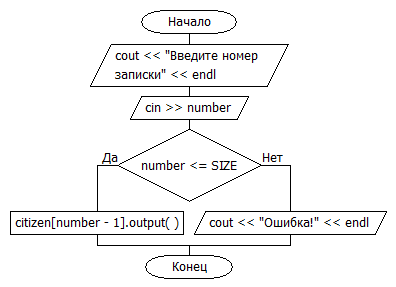 Начало
cout << "Введите номер
записки" << endl
cin >> number
Да
number <= SIZE
Нет
citizen[number - 1].output( )
cout << "Ошибка!" << endl
Конец